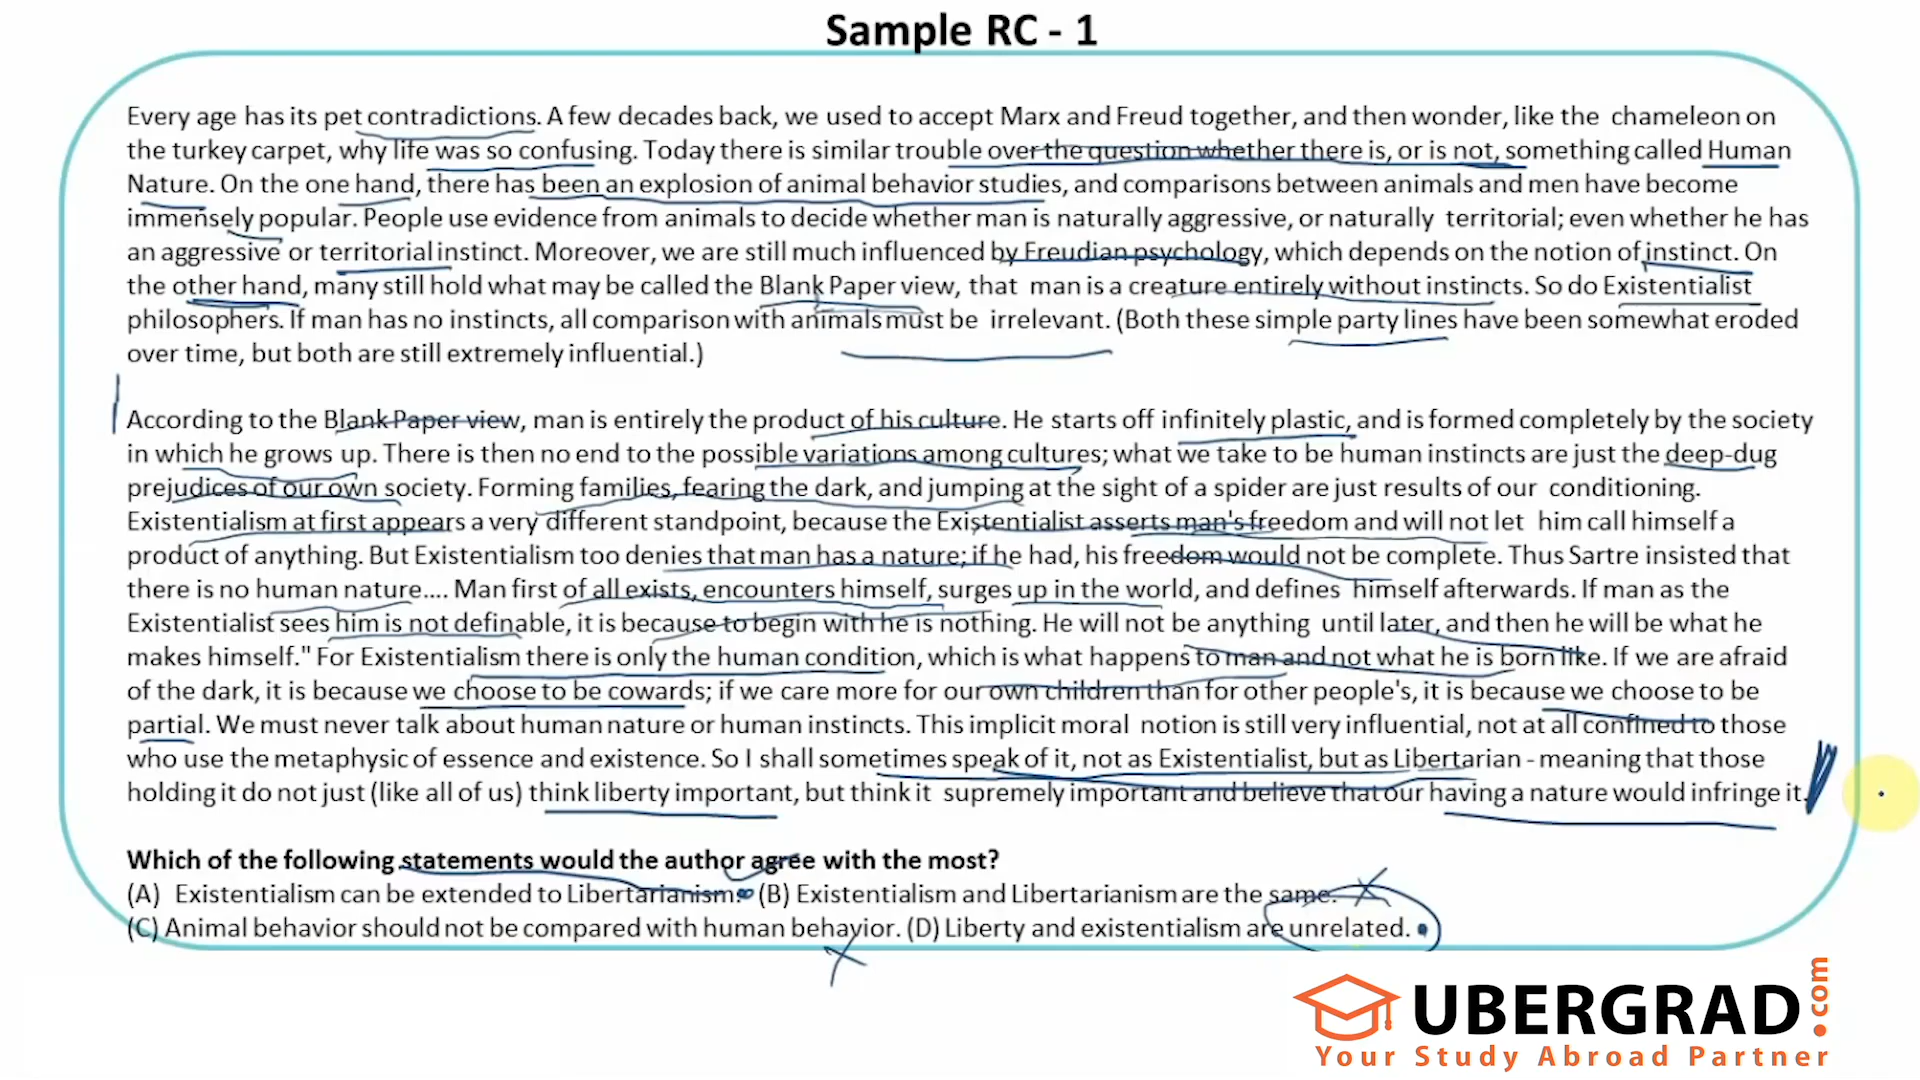 Sample RC - 1
Every age has its pet contradictions. A few decades back, we used to accept Marx and Freud together, and then wonder, like the chameleon on
the turkey carpet, why life was so confusing. Today there is similar trouble over the question whether there is, or is not, something called Human
Nature. On the one hand, there has been an explosion of animal behavior studies, and comparisons between animals and men have become
immensely popular. People use evidence from animals to decide whether man is naturally aggressive, or naturally territorial; even whether he has
an aggressive or territorial instinct. Moreover, we are still much influenced by Freudian psychology, which depends on the notion of instinct. On
the other hand, many still hold what may be called the Blank Paper view, that man is a creature entirely without instincts. So do Existentialist
philosophers. If man has no instincts, all comparison with animals must be irrelevant. (Both these simple party lines have been somewhat eroded
over time, but both are still extremely influential.)
According to the Blank Paper view, man is entirely the product of his culture. He starts off infinitely plastic, and is formed completely by the society
in which he grows up. There is then no end to the possible variations among cultures; what we take to be human instincts are just the deep-dug
prejudices of our own society. Forming families, fearing the dark, and jumping at the sight of a spider are just results of our conditioning.
Existentialism at first appears a very different standpoint, because the Existentialist asserts man's freedom and will not let him call himself a
product of anything. But Existentialism too denies that man has a nature; if he had, his freedom would not be complete. Thus Sartre insisted that
there is no human nature.... Man first of all exists, encounters himself, surges up in the world, and defines himself afterwards. If man as the
Existentialist sees him is not definable, it is because to begin with he is nothing. He will not be anything until later, and then he will be what he
makes himself." For Existentialism there is only the human condition, which is what happens to man and not what he is born like. If we are afraid
of the dark, it is because we choose to be cowards; if we care more for our own children than for other people's, it is because we choose to be
partial. We must never talk about human nature or human instincts. This implicit moral notion is still very influential, not at all confined to those
who use the metaphysic of essence and existence. So I shall sometimes speak of it, not as Existentialist, but as Libertarian - meaning that those
holding it do not just (like all of us) think liberty important, but think it supremely important and believe that our having a nature would infringe it.
Which of the following statements would the author agree with the most?
(A) Existentialism can be extended to Libertarianism. (B) Existentialism and Libertarianism are the same.
(C) Animal behavior should not be compared with human behavior. (D) Liberty and existentialism are unrelated.
UBERGRAD.com
Your Study Abroad Partner